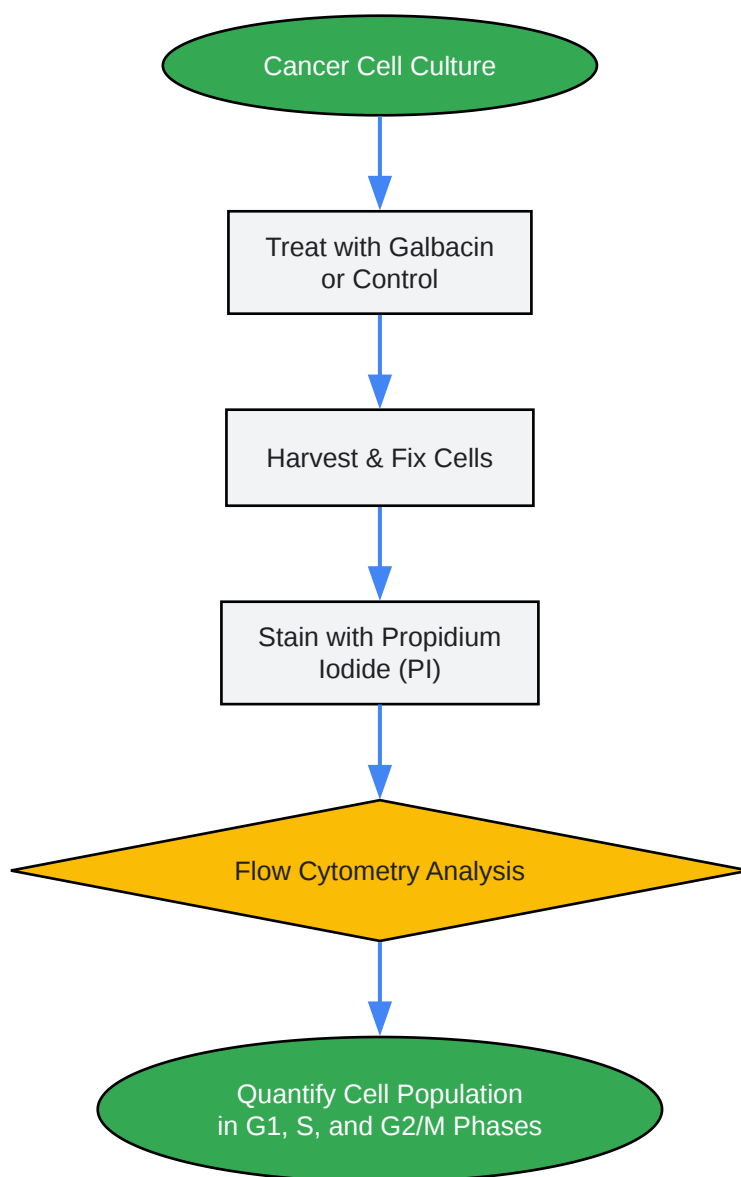 Cancer Cell Culture
Treat with Galbacin
or Control
Harvest & Fix Cells
Stain with Propidium
Iodide (PI)
Flow Cytometry Analysis
Quantify Cell Population
in G1, S, and G2/M Phases